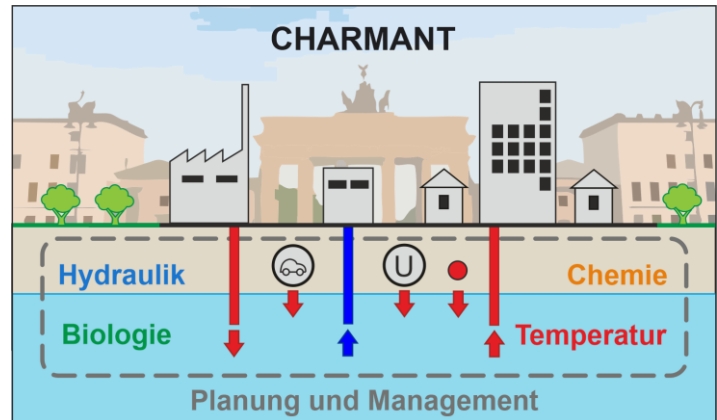 CHARMANT
Hydraulik
U
Chemie
Biologie
Temperatur
Planung und Management